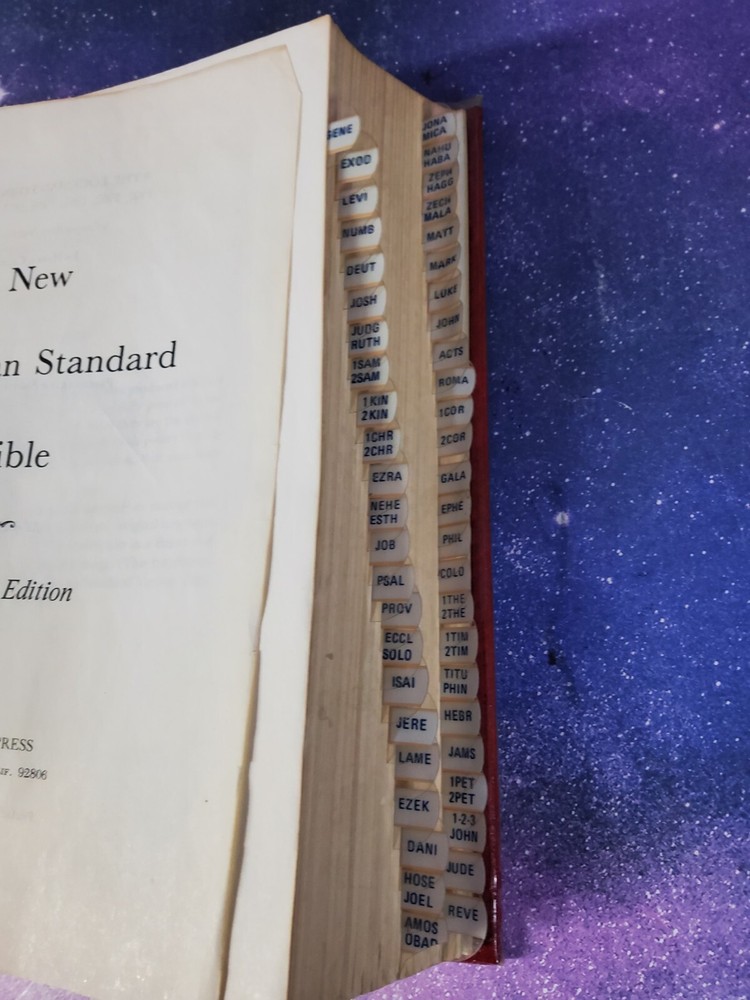 New
an Standard
ible
Edition
RESS
IF. 92806
GENE
EXOD
LEVI
NUMB
DEUT
JOSH
JUDG
RUTH
1SAM
2SAM
1KIN
2KIN
1CHR
2CHR
EZRA
NEHE
ESTH
JOB
PSAL
PROV
ECCL
SOLO
ISAI
JERE
LAME
EZEK
DANI
HOSE
JOEL
AMOS
OBAD
JONA
MICA
NAHU
HABA
ZEPH
HAGG
ZECH
MALA
MATT
MARK
LUKE
JOHN
ACTS
ROMA
1COR
2COR
GALA
EPHE
PHIL
COLO
1THE
2THE
1TIM
2TIM
TITU
PHIN
HEBR
JAMS
1PET
2PET
1-2-3
JOHN
JUDE
REVE